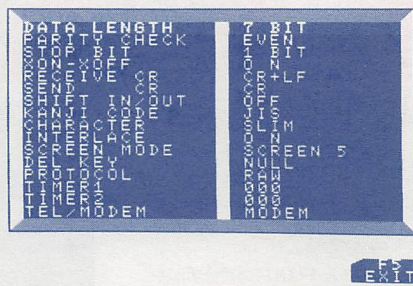 DATA LENGTH 7 BIT
PARITY CHECK EVEN
STOP BIT 1 BIT
XON-XOFF ON
RECEIVE CR CR+LF
SEND CR CR
SHIFT IN/OUT OFF
KANJI CODE JIS
CHARACTER SLIM
INTERLACE ON
SCREEN MODE SCREEN 5
DEL KEY NULL
PROTOCOL RAW
TIMER1 000
TIMER2 000
TEL/MODEM MODEM
F5
EXIT